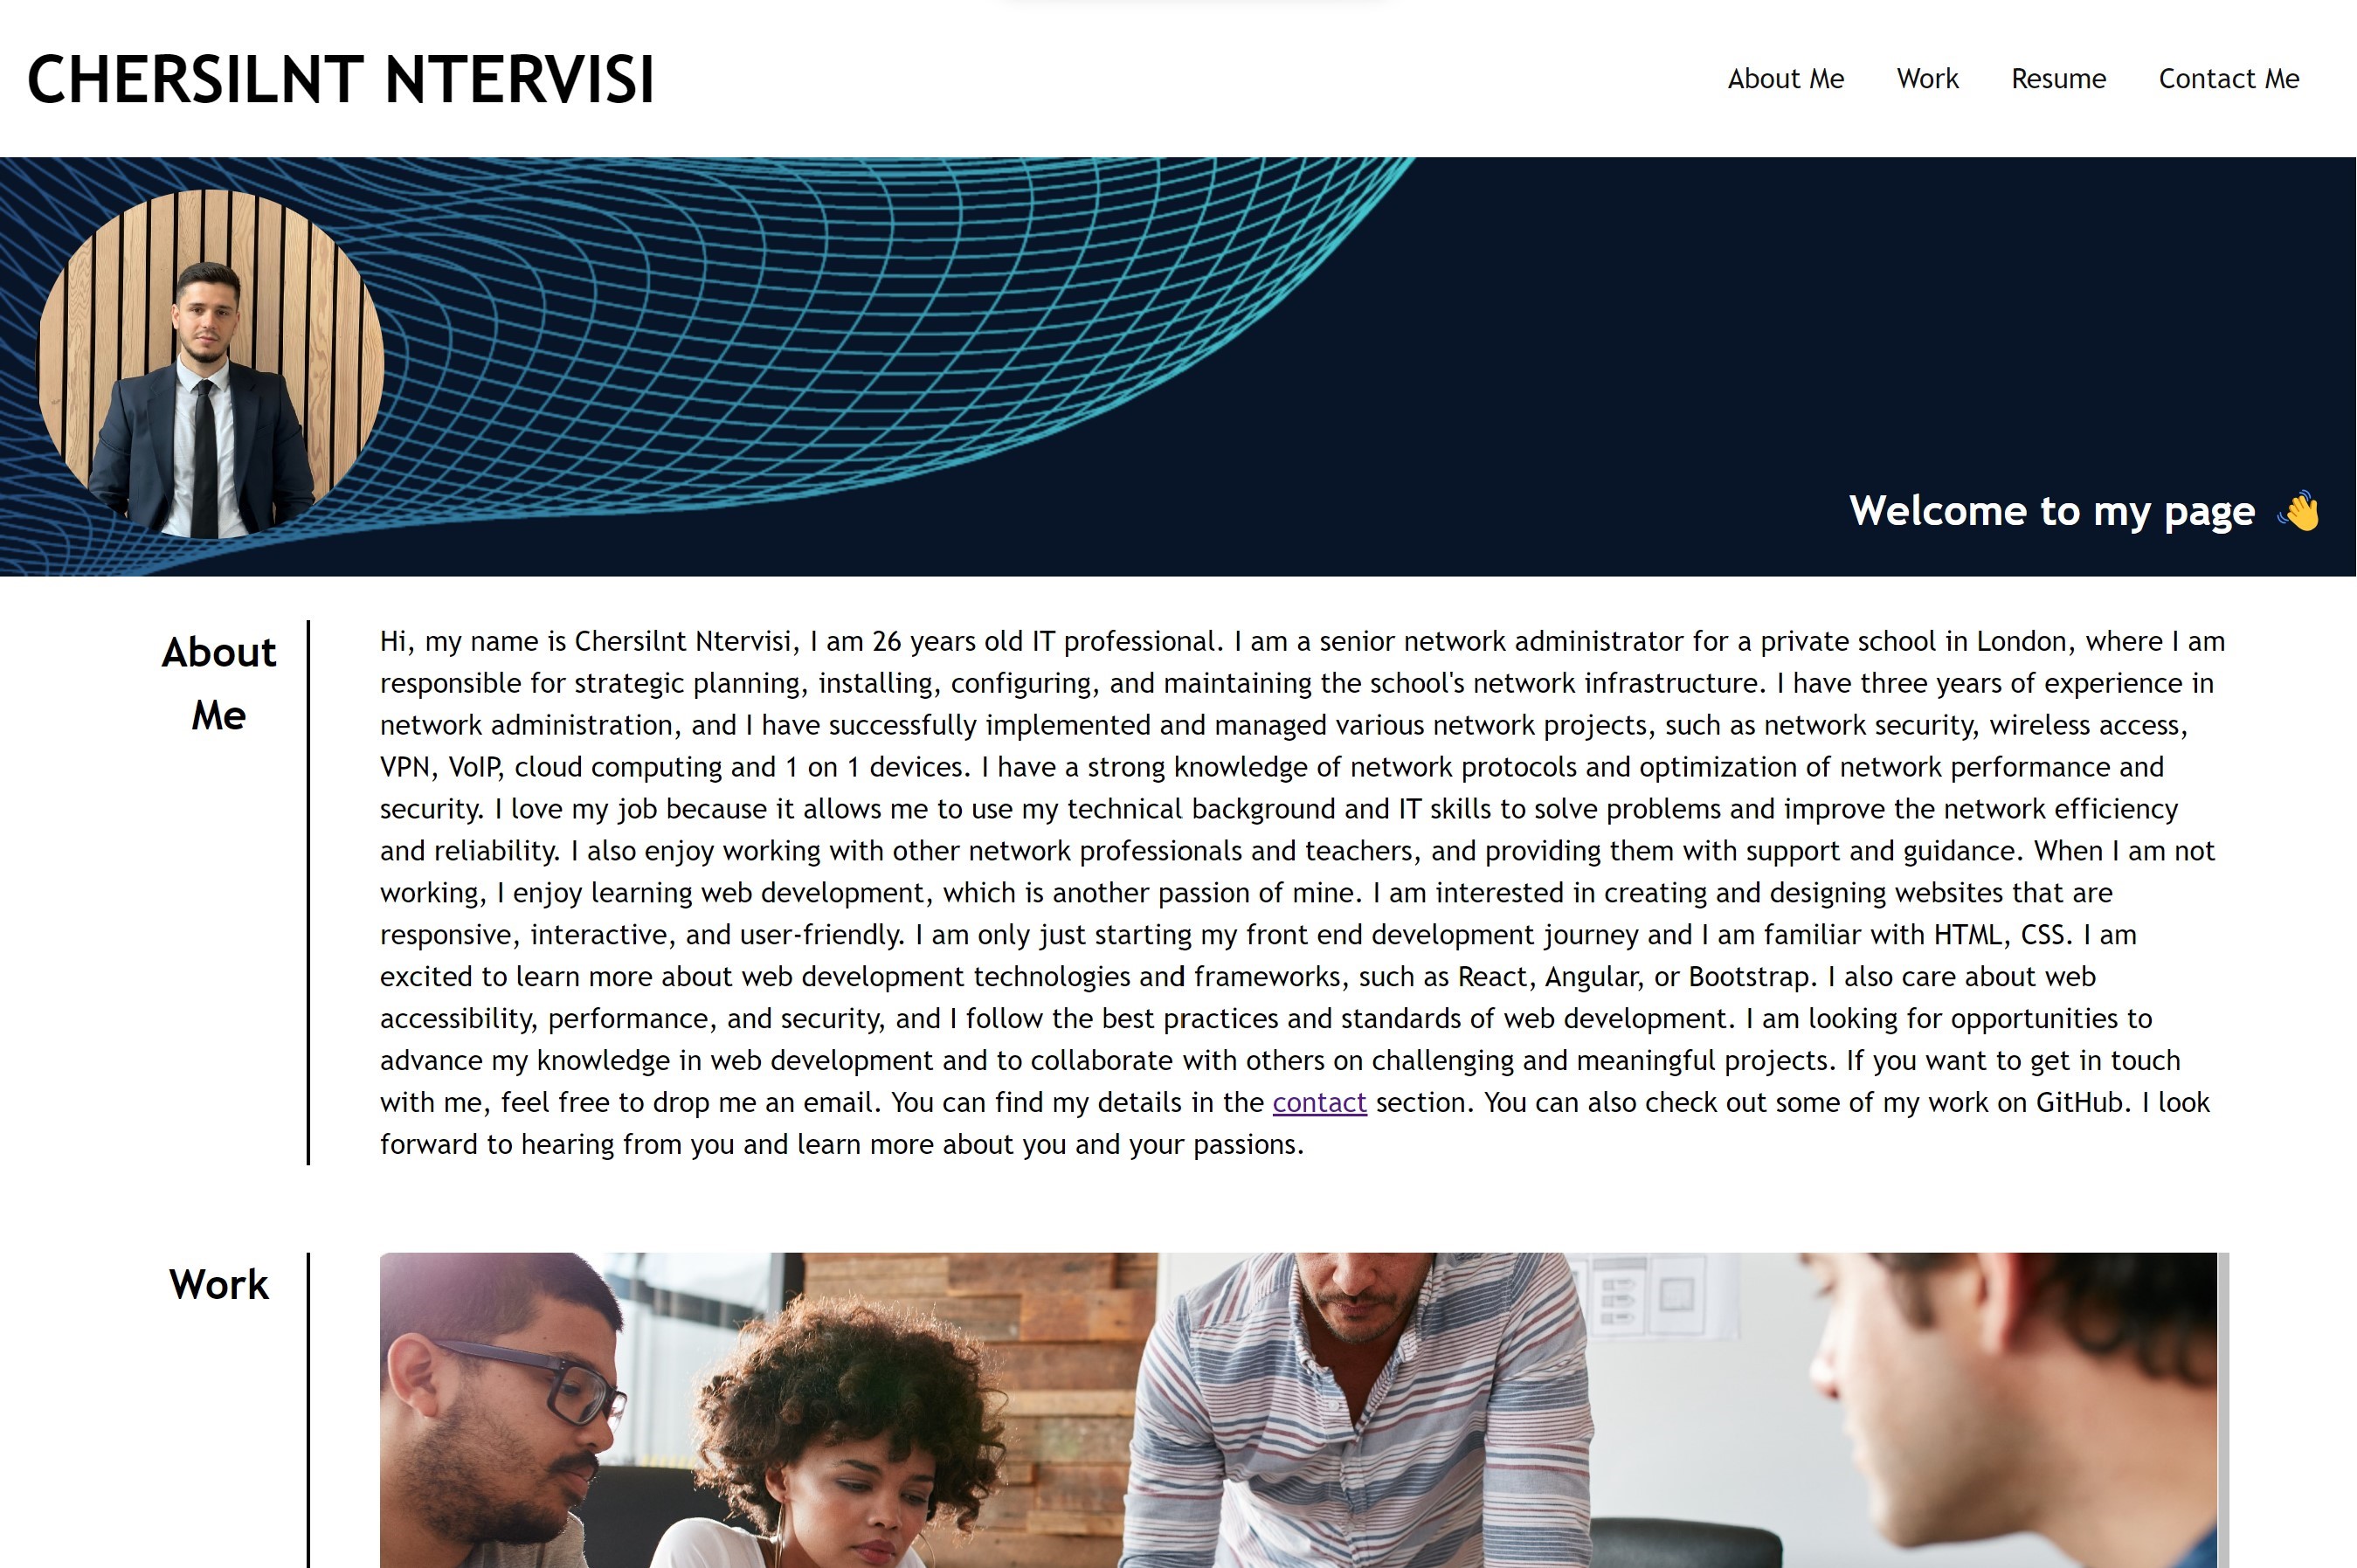 CHERSILNT NTERVISI
About Me Work Resume Contact Me
Welcome to my page 👋
About
Me
Hi, my name is Chersilnt Ntervisi, I am 26 years old IT professional. I am a senior network administrator for a private school in London, where I am
responsible for strategic planning, installing, configuring, and maintaining the school's network infrastructure. I have three years of experience in
network administration, and I have successfully implemented and managed various network projects, such as network security, wireless access,
VPN, VoIP, cloud computing and 1 on 1 devices. I have a strong knowledge of network protocols and optimization of network performance and
security. I love my job because it allows me to use my technical background and IT skills to solve problems and improve the network efficiency
and reliability. I also enjoy working with other network professionals and teachers, and providing them with support and guidance. When I am not
working, I enjoy learning web development, which is another passion of mine. I am interested in creating and designing websites that are
responsive, interactive, and user-friendly. I am only just starting my front end development journey and I am familiar with HTML, CSS. I am
excited to learn more about web development technologies and frameworks, such as React, Angular, or Bootstrap. I also care about web
accessibility, performance, and security, and I follow the best practices and standards of web development. I am looking for opportunities to
advance my knowledge in web development and to collaborate with others on challenging and meaningful projects. If you want to get in touch
with me, feel free to drop me an email. You can find my details in the contact section. You can also check out some of my work on GitHub. I look
forward to hearing from you and learn more about you and your passions.
Work